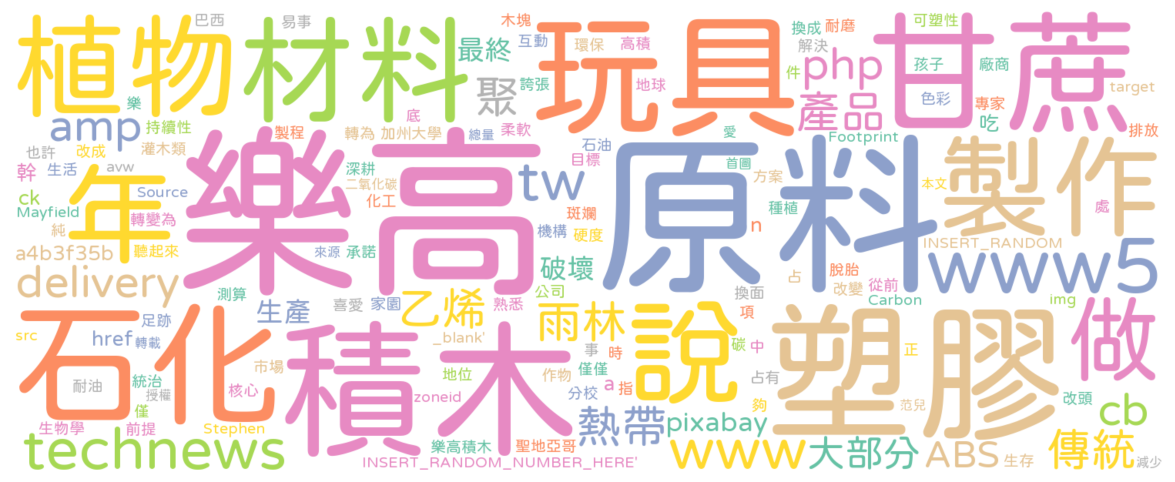 巴西 易事 木塊 換成 耐磨 可塑性
植物 材料 最終 互動 環保 高積 玩具 解決 php 甘蔗 孩子 廠商
聚 誇張 地球 件 產品 色彩 專家 target
樂 amp 持續性 製程 轉為 加州大學 底 總量 柔軟 愛 Footprint 吃 排放
也許 改成 灌木類 樂高 石油 目標 原料 首圖 製作
幹 生活 avw 年 深耕 二氧化碳 化工 tw 方案 本文
ck Source 斑斕 種植 處
Mayfield 轉變為 機構 硬度 n
純 聽起來 來源 承諾 INSERT_RANDOM
a4b3f35b 破壞 占 脫胎 從前 www5
delivery 測算 喜愛 家園 乙烯 熟悉 公司 換面 改變 Carbon img
石化 足跡 生產 積木 雨林 說 項 塑膠 做
src href 轉載 _blank' 事 時 碳 中 正
市場 地位 作物 僅僅 占有
耐油 統治 授權 核心 zoneid 分校 a 指 夠 范兒 改頭
僅 cb
生物學 前提 Stephen 熱帶 pixabay
technews 樂高積木 聖地亞哥 www 大部分 ABS 生存 傳統 減少
INSERT_RANDOM_NUMBER_HERE'